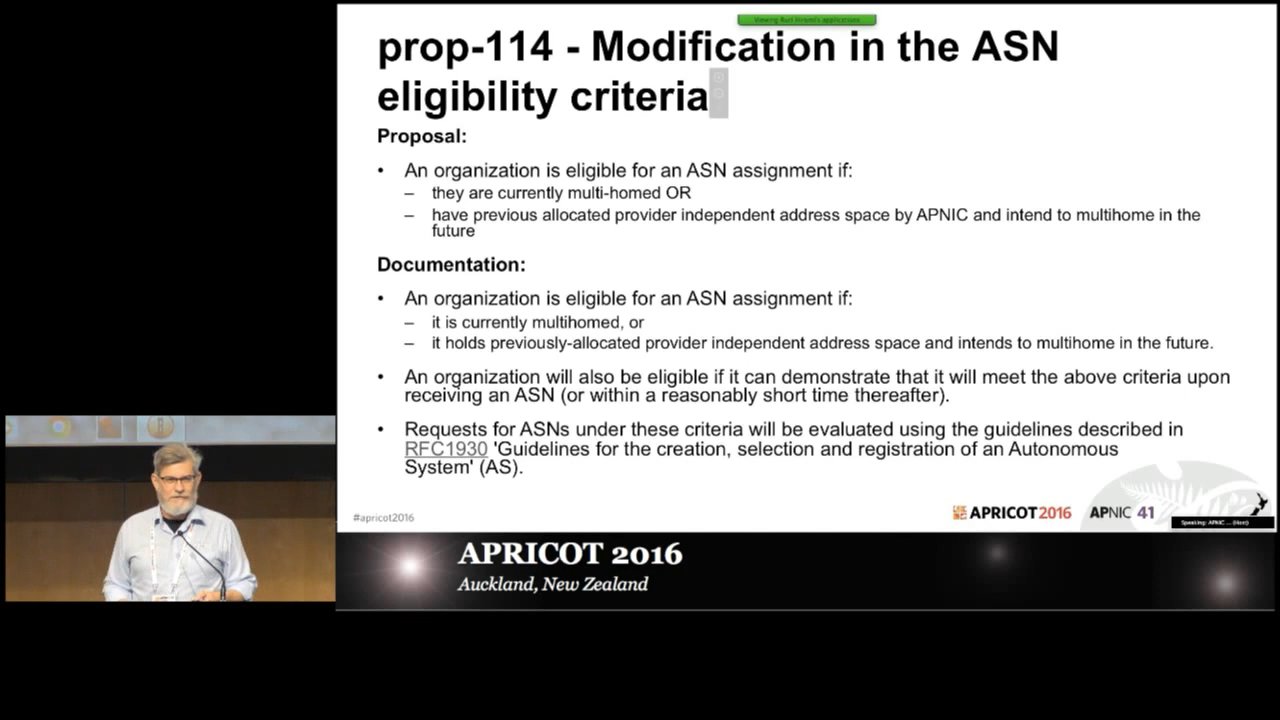 Viewing Burt Hirend's applications
prop-114 - Modification in the ASN
eligibility criteria
Proposal:
• An organization is eligible for an ASN assignment if:
– they are currently multi-homed OR
– have previous allocated provider independent address space by APNIC and intend to multihome in the
future
Documentation:
• An organization is eligible for an ASN assignment if:
– it is currently multihomed, or
– it holds previously-allocated provider independent address space and intends to multihome in the future.
• An organization will also be eligible if it can demonstrate that it will meet the above criteria upon
receiving an ASN (or within a reasonably short time thereafter).
• Requests for ASNs under these criteria will be evaluated using the guidelines described in
RFC1930 'Guidelines for the creation, selection and registration of an Autonomous
System' (AS).
#apricot2016
APRICOT2016 APNIC 41
Speaking: APNIC ... (Host)
APRICOT 2016
Auckland, New Zealand